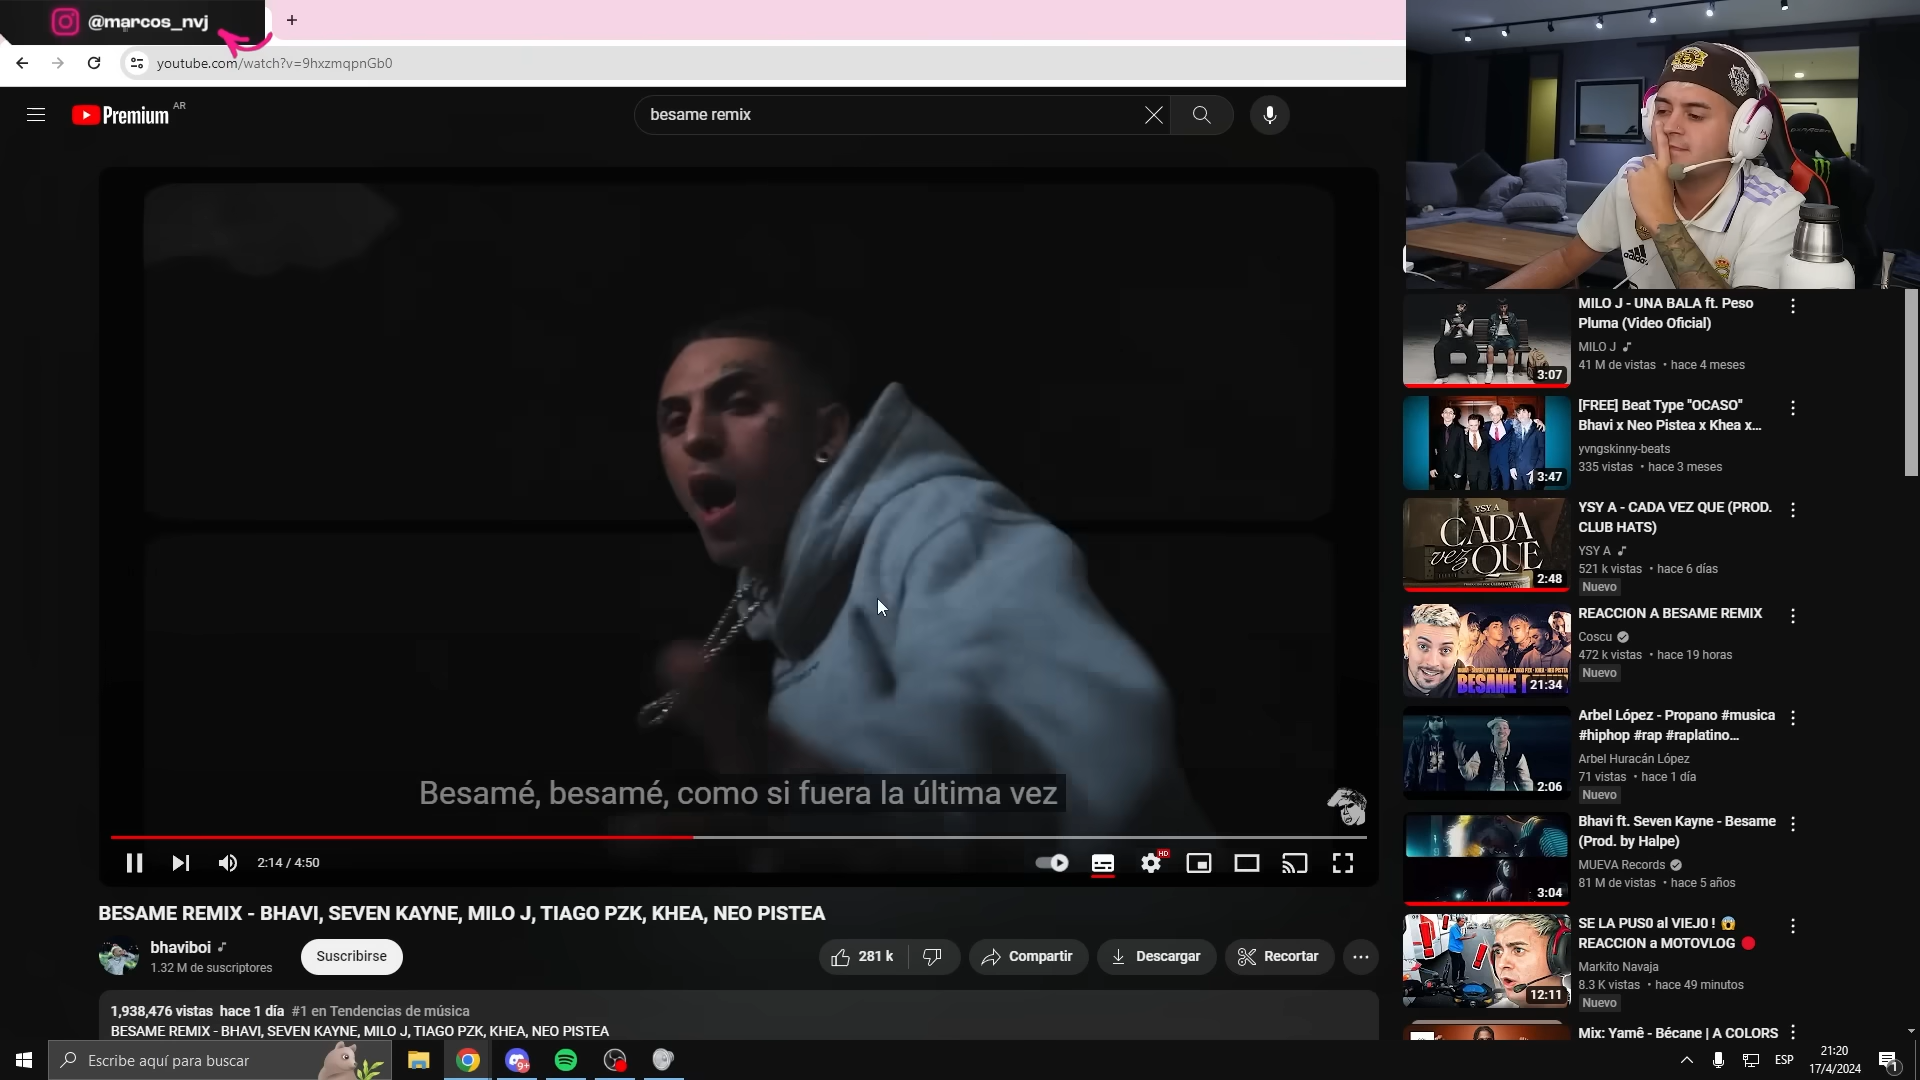 @marcos_nvj
youtube.com/watch?v=9hxzmqpnGb0
Premium AR
besame remix
Besamé, besamé, como si fuera la última vez
2:14 / 4:50
HD
BESAME REMIX - BHAVI, SEVEN KAYNE, MILO J, TIAGO PZK, KHEA, NEO PISTEA
bhaviboi
1.32 M de suscriptores
Suscribirse
281 k
Compartir
Descargar
Recortar
1,938,476 vistas hace 1 día #1 en Tendencias de música
BESAME REMIX - BHAVI, SEVEN KAYNE, MILO J, TIAGO PZK, KHEA, NEO PISTEA
adidas
3:07
MILO J - UNA BALA ft. Peso
Pluma (Video Oficial)
MILO J
41 M de vistas • hace 4 meses
3:47
[FREE] Beat Type "OCASO"
Bhavi x Neo Pistea x Khea x...
yvngskinny-beats
335 vistas • hace 3 meses
YSY A
CADA
vez QUE
2:48
YSY A - CADA VEZ QUE (PROD.
CLUB HATS)
YSY A
521 k vistas • hace 6 días
Nuevo
BESAME
21:34
REACCION A BESAME REMIX
Coscu
472 k vistas • hace 19 horas
Nuevo
2:06
Arbel López - Propano #musica
#hiphop #rap #raplatino...
Arbel Huracán López
71 vistas • hace 1 día
Nuevo
3:04
Bhavi ft. Seven Kayne - Besame
(Prod. by Halpe)
MUEVA Records
81 M de vistas • hace 5 años
12:11
SE LA PUS0 al VIEJ0 ! 😱
REACCION a MOTOVLOG 🔴
Markito Navaja
8.3 K vistas • hace 49 minutos
Nuevo
Mix: Yamê - Bécane | A COLORS
Escribe aquí para buscar
9+
ESP
21:20
17/4/2024
1